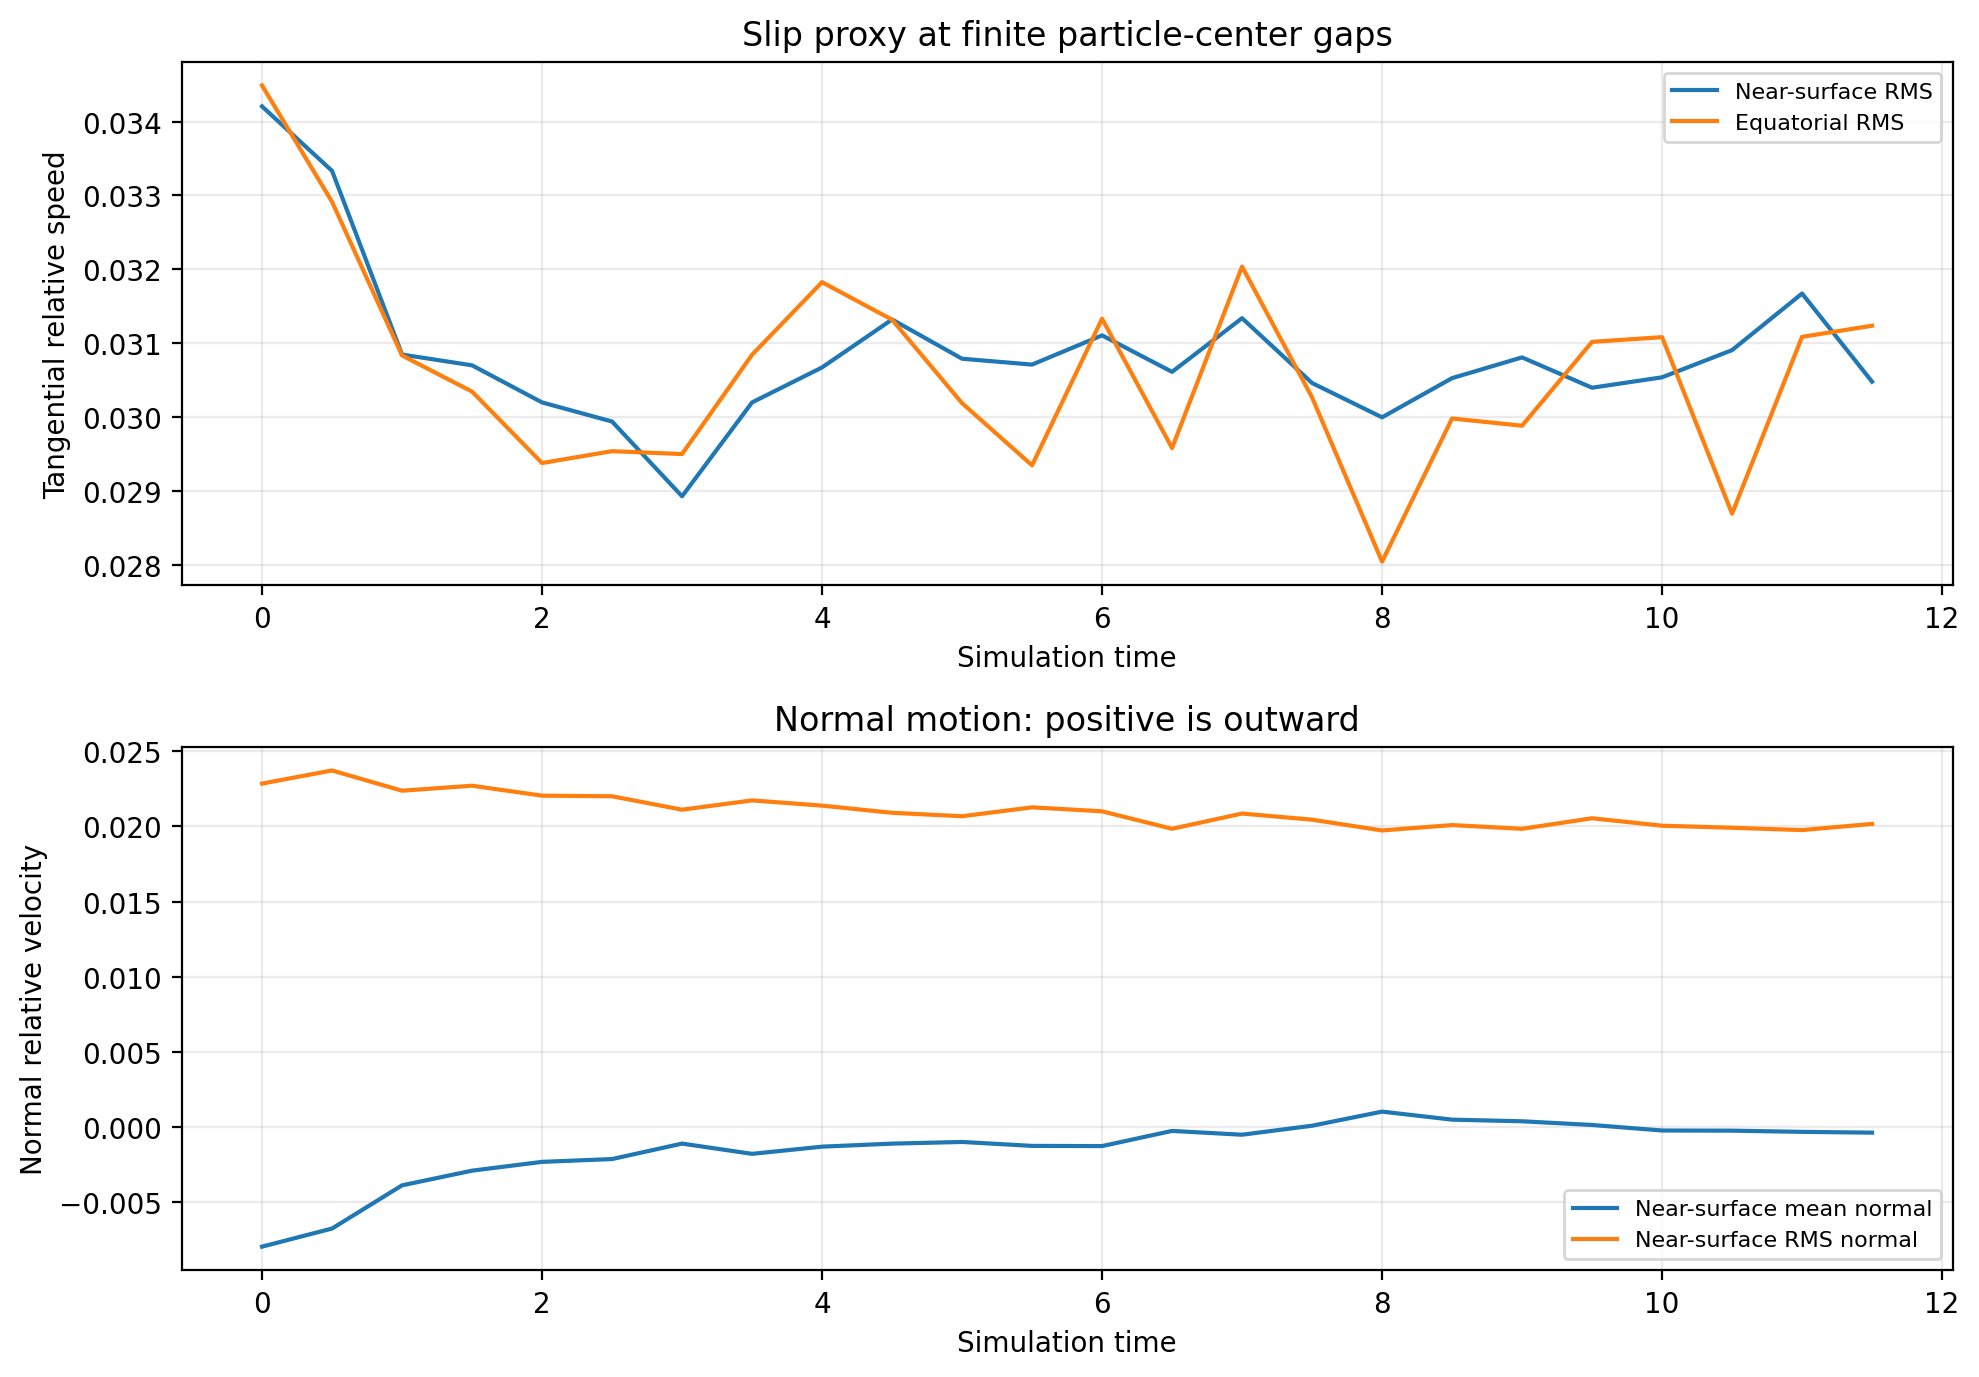 Slip proxy at finite particle-center gaps
Tangential relative speed
0.034
0.033
0.032
0.031
0.030
0.029
0.028
Near-surface RMS
Equatorial RMS
0 2 4 6 8 10 12
Simulation time
Normal motion: positive is outward
Normal relative velocity
0.025
0.020
0.015
0.010
0.005
0.000
−0.005
Near-surface mean normal
Near-surface RMS normal
0 2 4 6 8 10 12
Simulation time